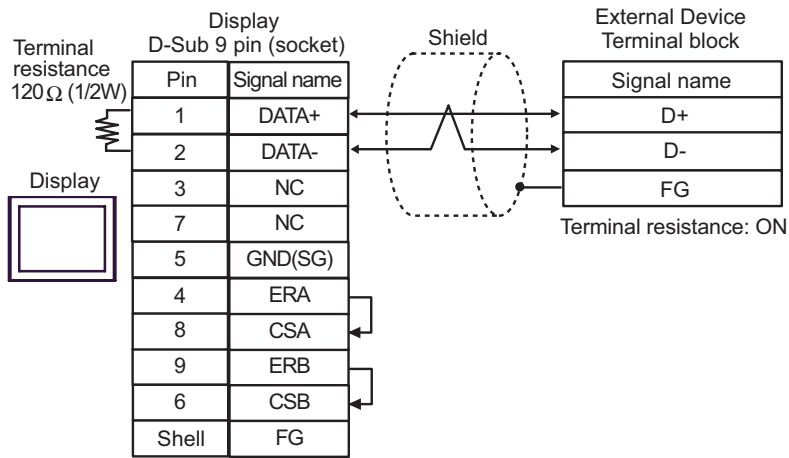 Display
D-Sub 9 pin (socket)
Terminal
resistance
120Ω (1/2W)
Shield
External Device
Terminal block
Pin Signal name
Signal name
1 DATA+
D+
2 DATA-
D-
Display
3 NC
FG
7 NC
Terminal resistance: ON
5 GND(SG)
4 ERA
8 CSA
9 ERB
6 CSB
Shell FG